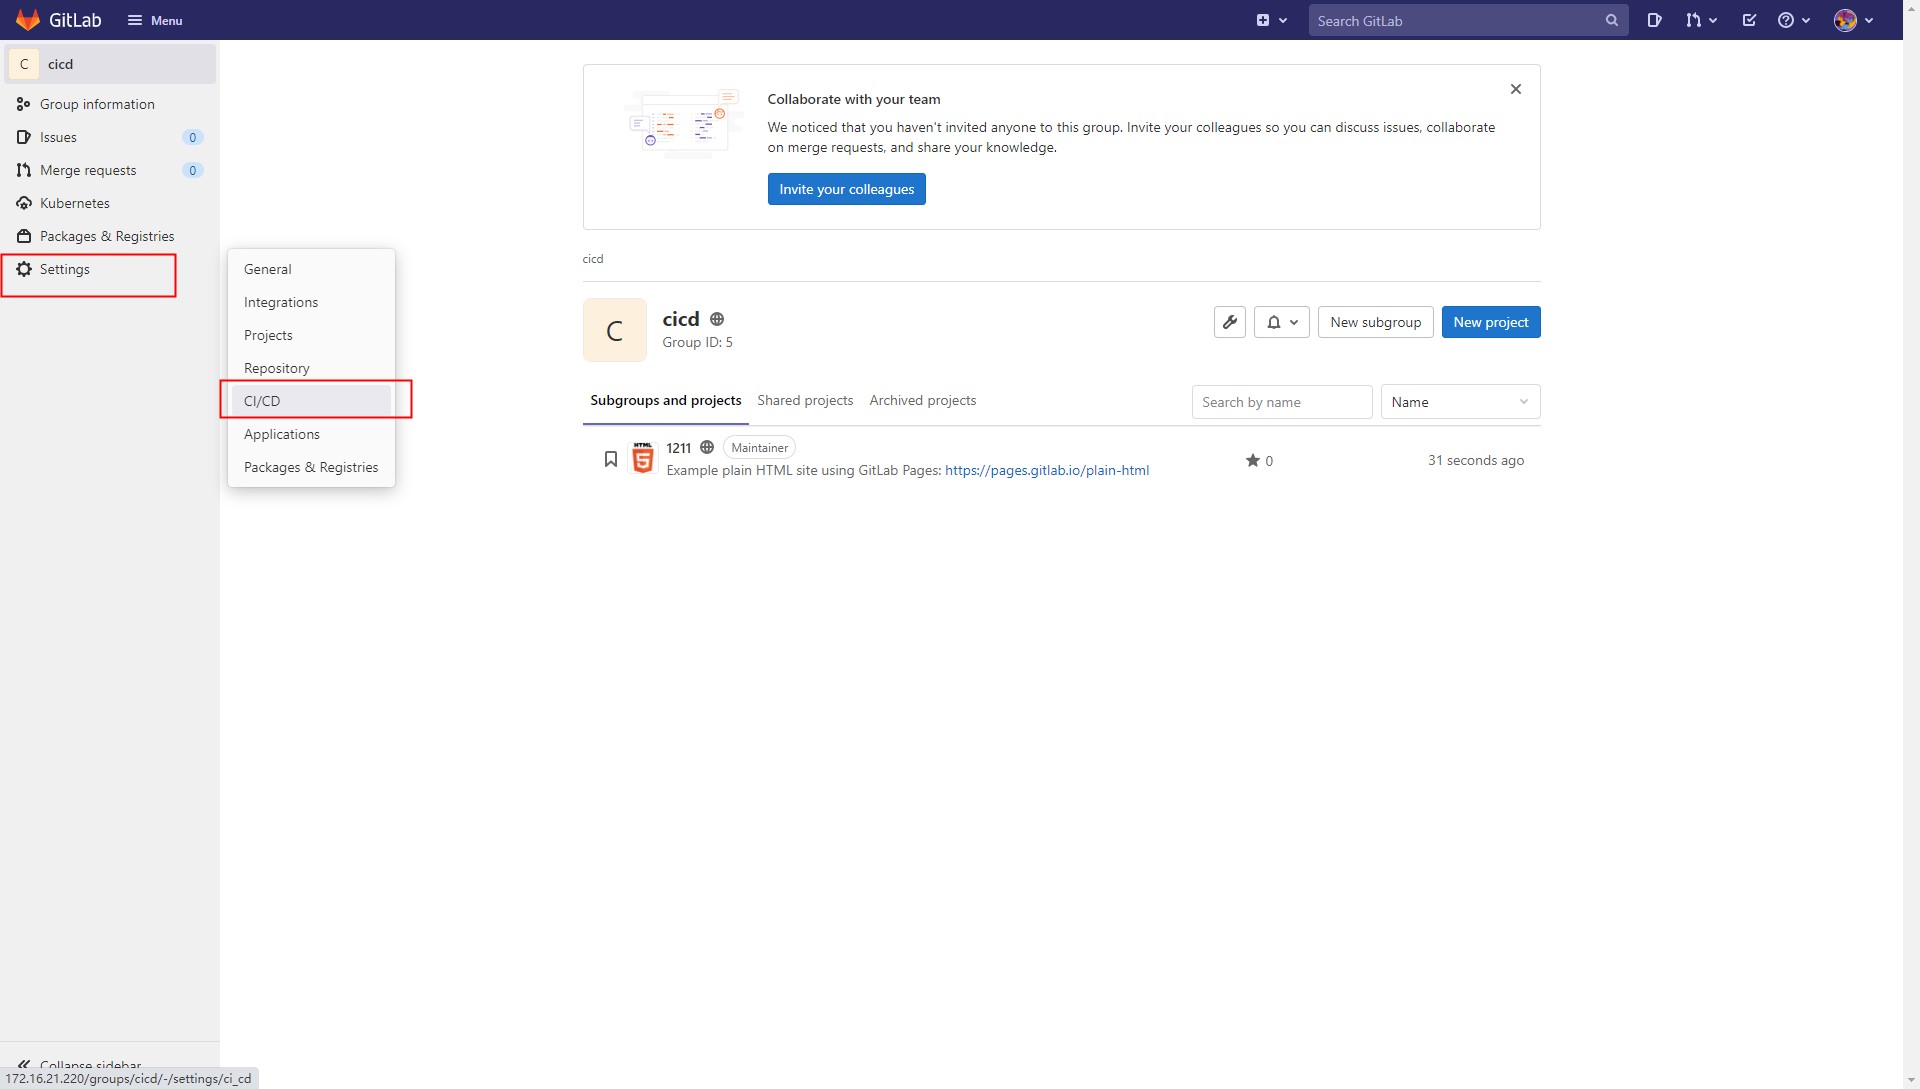 GitLab
Menu
Search GitLab
C
cicd
Group information
Issues
0
Merge requests
0
Kubernetes
Packages & Registries
Settings
General
Integrations
Projects
Repository
CI/CD
Applications
Packages & Registries
Collaborate with your team
We noticed that you haven't invited anyone to this group. Invite your colleagues so you can discuss issues, collaborate
on merge requests, and share your knowledge.
Invite your colleagues
cicd
C
cicd
Group ID: 5
New subgroup
New project
Subgroups and projects
Shared projects
Archived projects
Search by name
Name
HTML
5
1211
Maintainer
Example plain HTML site using GitLab Pages: https://pages.gitlab.io/plain-html
0
31 seconds ago
Collapse sidebar
172.16.21.220/groups/cicd/-/settings/ci_cd